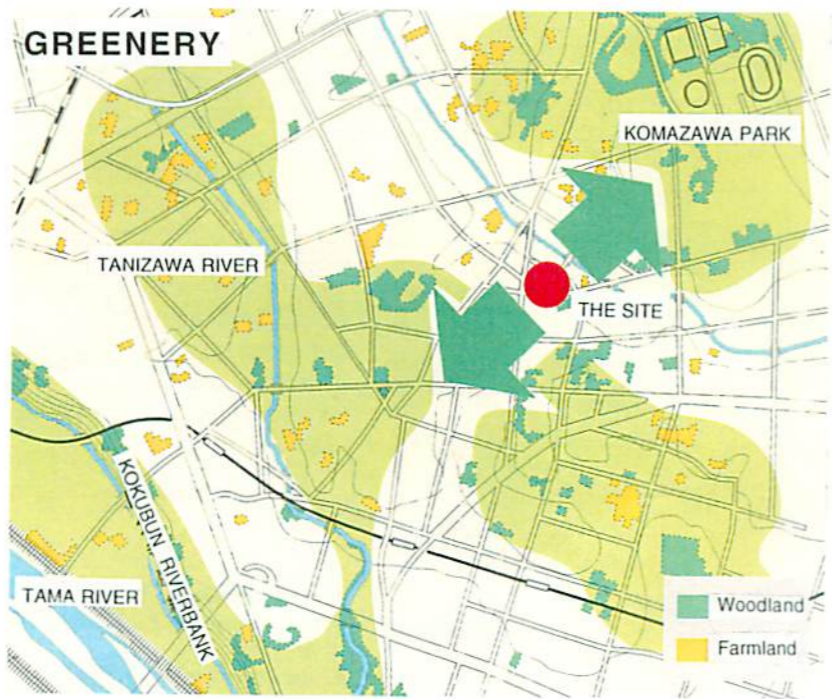 GREENERY
KOMAZAWA PARK
TANIZAWA RIVER
THE SITE
KOKUBUN RIVERBANK
TAMA RIVER
Woodland
Farmland